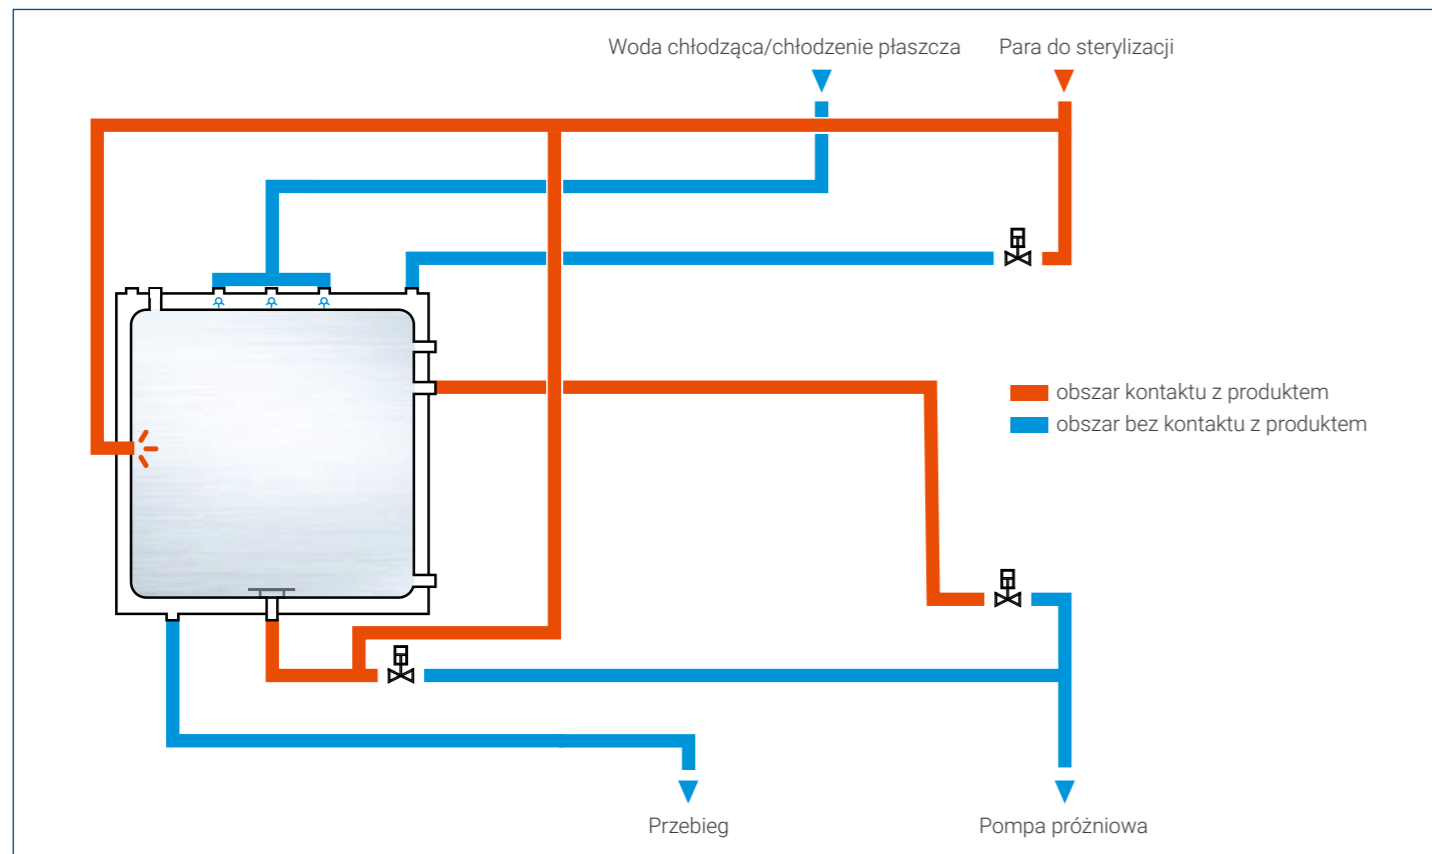 Woda chłodząca/chłodzenie płaszcza
Para do sterylizacji
obszar kontaktu z produktem
obszar bez kontaktu z produktem
Przebieg
Pompa próżniowa